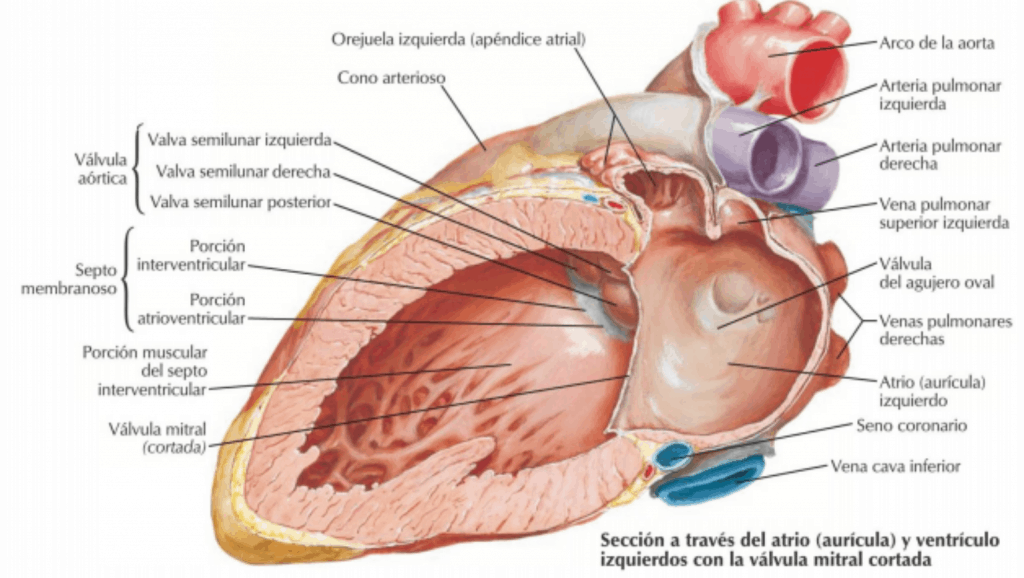 Orejuela izquierda (apéndice atrial)
Cono arterioso
Válvula
aórtica
Valva semilunar izquierda
Valva semilunar derecha
Valva semilunar posterior
Septo
membranoso
Porción
interventricular
Porción
atrioventricular
Porción muscular
del septo
interventricular
Válvula mitral
(cortada)
Arco de la aorta
Arteria pulmonar
izquierda
Arteria pulmonar
derecha
Vena pulmonar
superior izquierda
Válvula
del agujero oval
Venas pulmonares
derechas
Atrio (aurícula)
izquierdo
Seno coronario
Vena cava inferior
Sección a través del atrio (aurícula) y ventrículo
izquierdos con la válvula mitral cortada